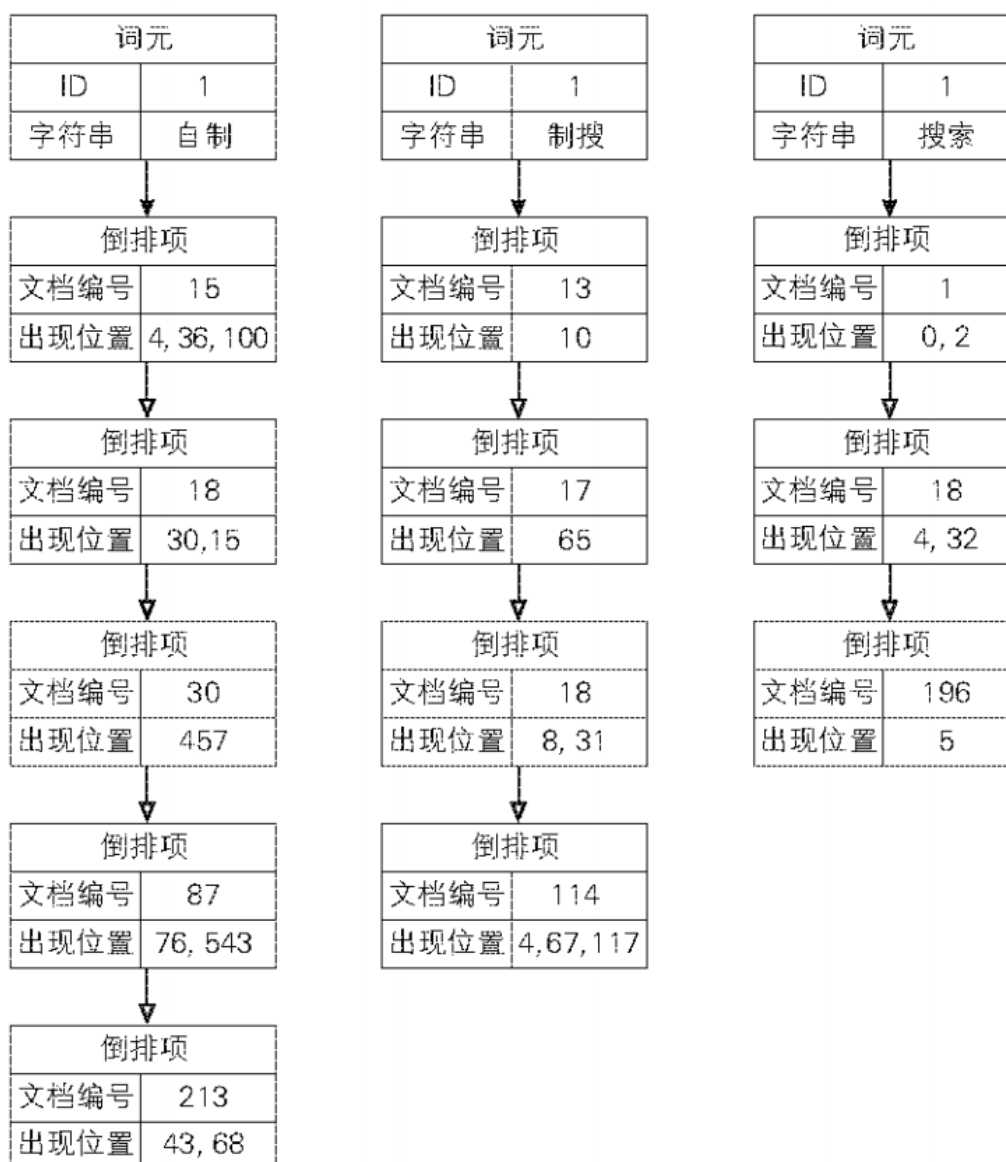 词元
ID 1
字符串 自制
倒排项
文档编号 15
出现位置 4, 36, 100
倒排项
文档编号 18
出现位置 30,15
倒排项
文档编号 30
出现位置 457
倒排项
文档编号 87
出现位置 76, 543
倒排项
文档编号 213
出现位置 43, 68
词元
ID 1
字符串 制搜
倒排项
文档编号 13
出现位置 10
倒排项
文档编号 17
出现位置 65
倒排项
文档编号 18
出现位置 8, 31
倒排项
文档编号 114
出现位置 4,67,117
词元
ID 1
字符串 搜索
倒排项
文档编号 1
出现位置 0, 2
倒排项
文档编号 18
出现位置 4, 32
倒排项
文档编号 196
出现位置 5